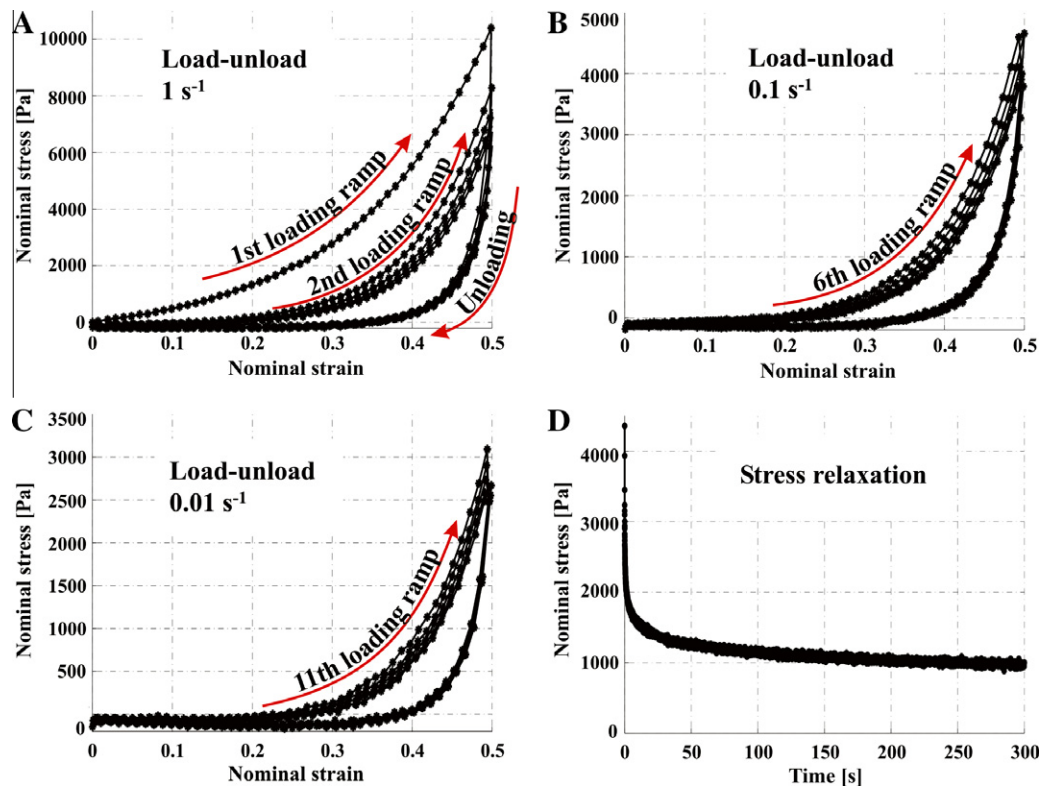 A
Load-unload
1 s-1
1st loading ramp
2nd loading ramp
Unloading
Nominal stress [Pa]
10000
8000
6000
4000
2000
0
0 0.1 0.2 0.3 0.4 0.5
Nominal strain
B
Load-unload
0.1 s-1
6th loading ramp
Nominal stress [Pa]
5000
4000
3000
2000
1000
0
0 0.1 0.2 0.3 0.4 0.5
Nominal strain
C
Load-unload
0.01 s-1
11th loading ramp
Nominal stress [Pa]
3500
3000
2500
2000
1500
1000
500
0
0 0.1 0.2 0.3 0.4 0.5
Nominal strain
D
Stress relaxation
Nominal stress [Pa]
4000
3000
2000
1000
0
0 50 100 150 200 250 300
Time [s]